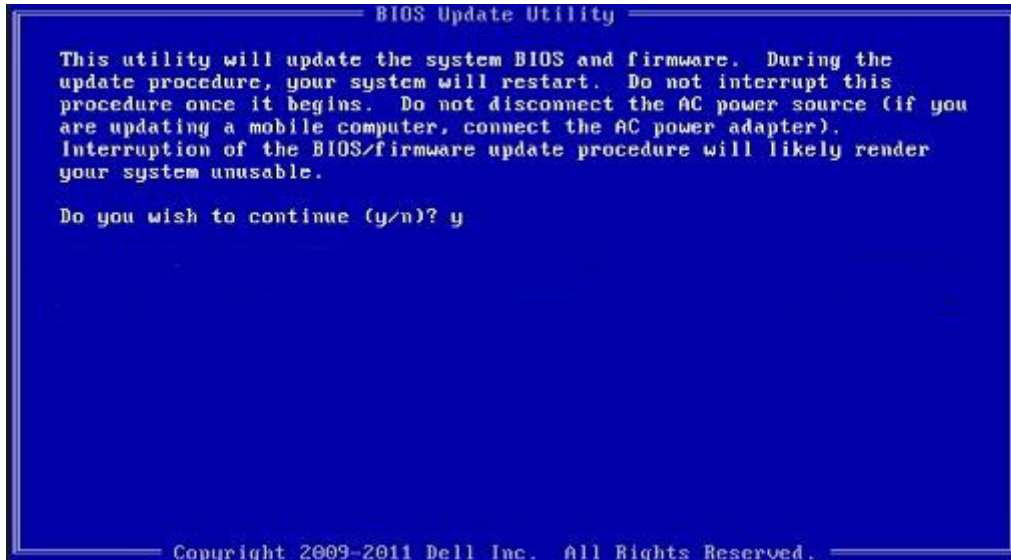 BIOS Update Utility
This utility will update the system BIOS and firmware.  During the
update procedure, your system will restart.  Do not interrupt this
procedure once it begins.  Do not disconnect the AC power source (if you
are updating a mobile computer, connect the AC power adapter).
Interruption of the BIOS/firmware update procedure will likely render
your system unusable.
Do you wish to continue (y/n)? y
Copyright 2009-2011 Dell Inc.  All Rights Reserved.